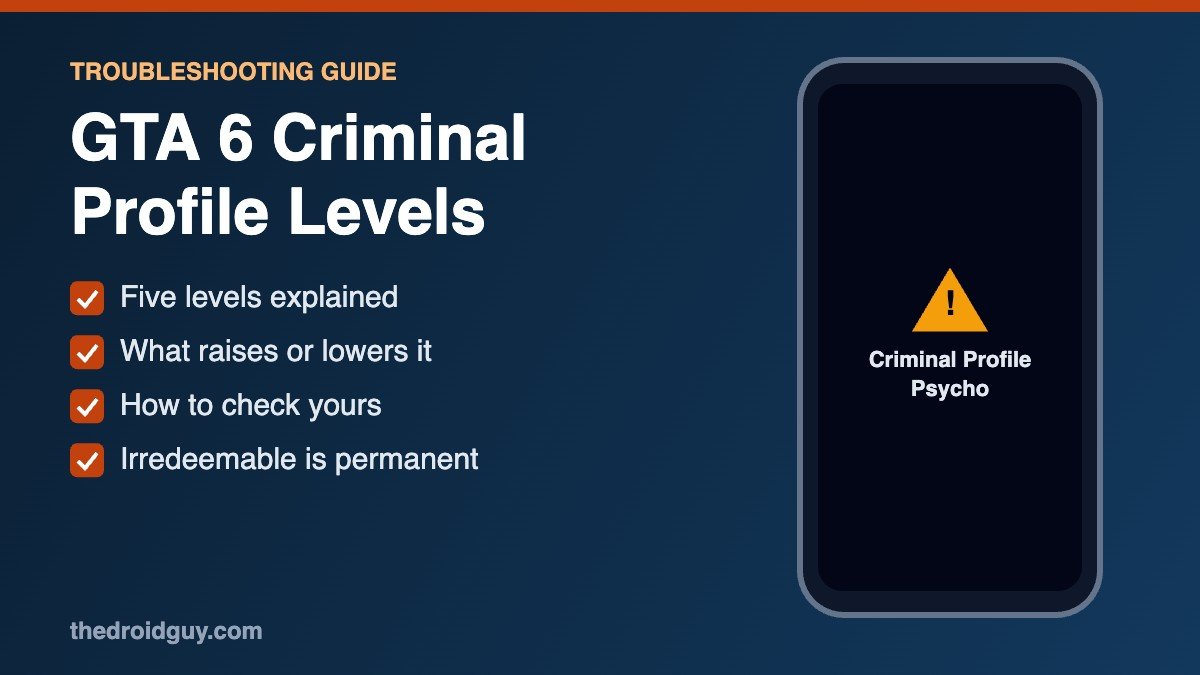 TROUBLESHOOTING GUIDE
GTA 6 Criminal
Profile Levels
Five levels explained
What raises or lowers it
How to check yours
Irredeemable is permanent
thedroidguy.com
!
Criminal Profile
Psycho